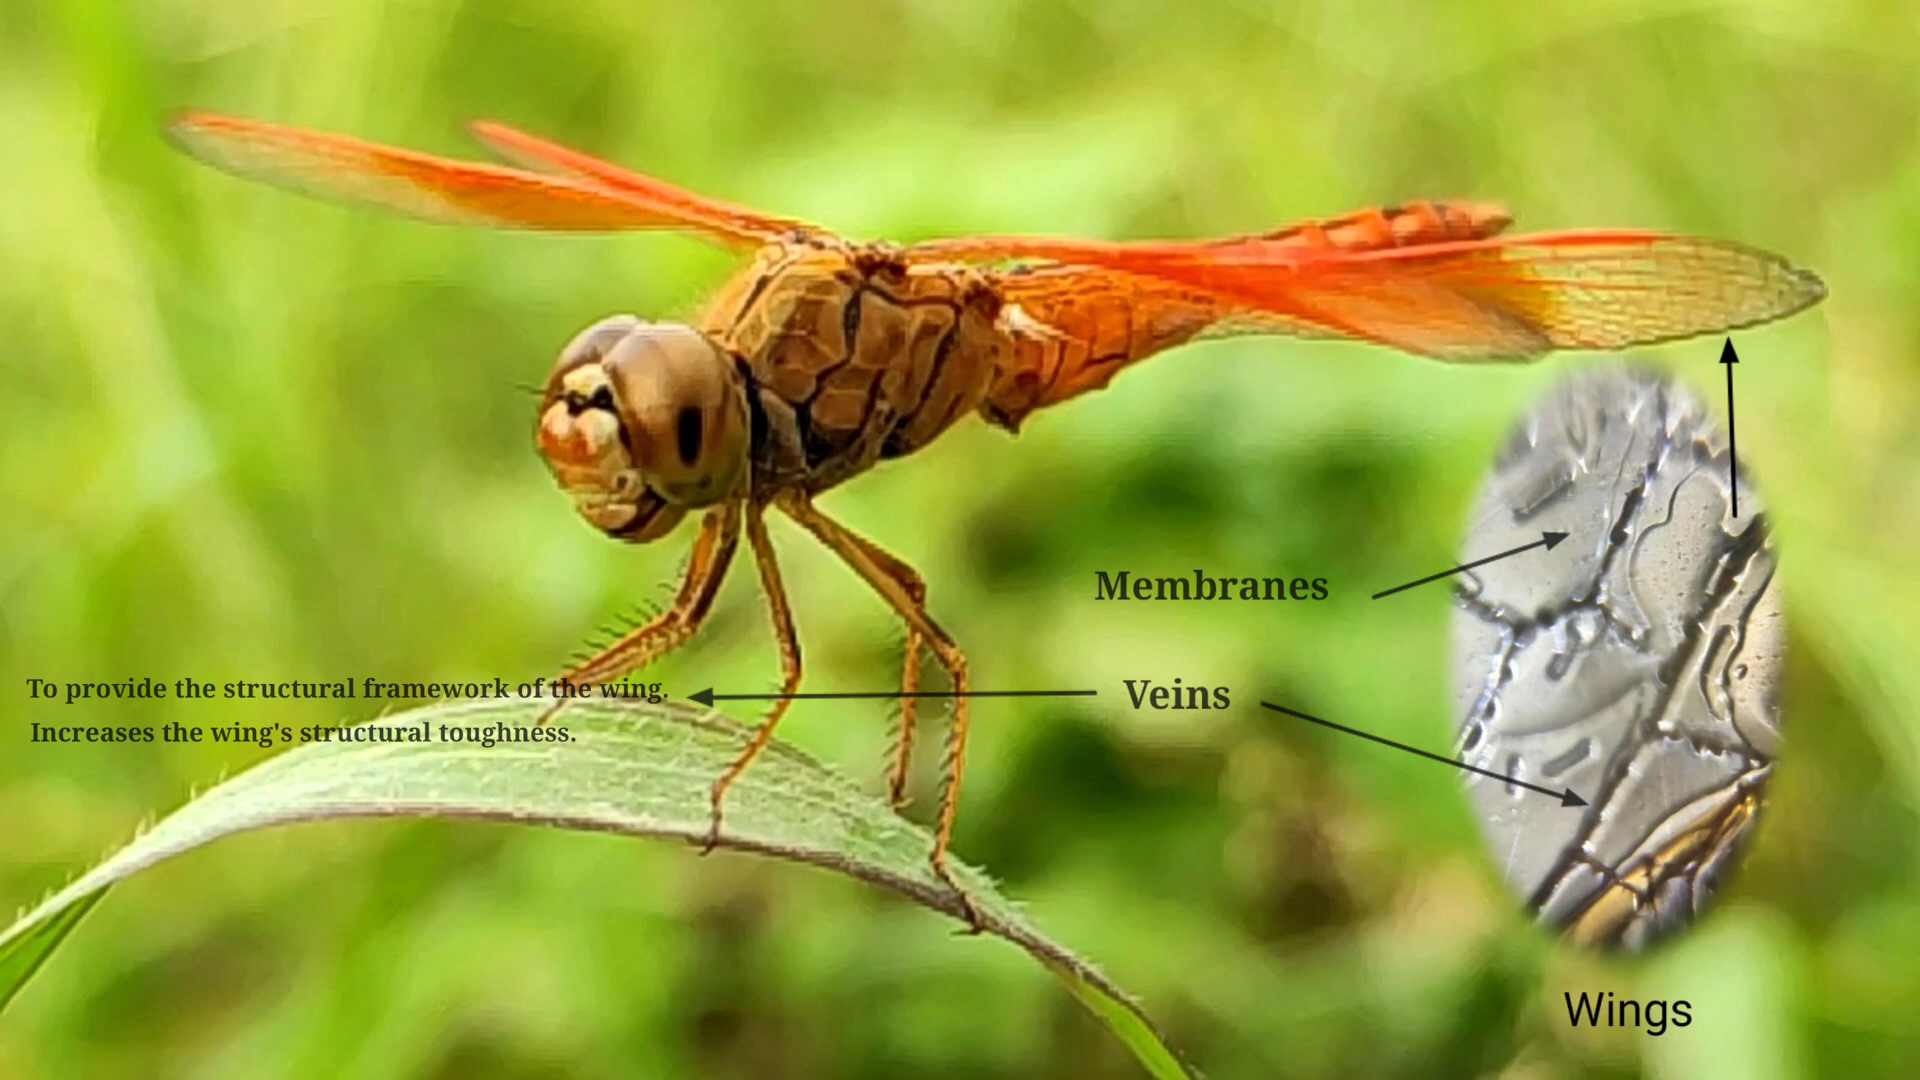 Membranes
To provide the structural framework of the wing.
Veins
Increases the wing's structural toughness.
Wings